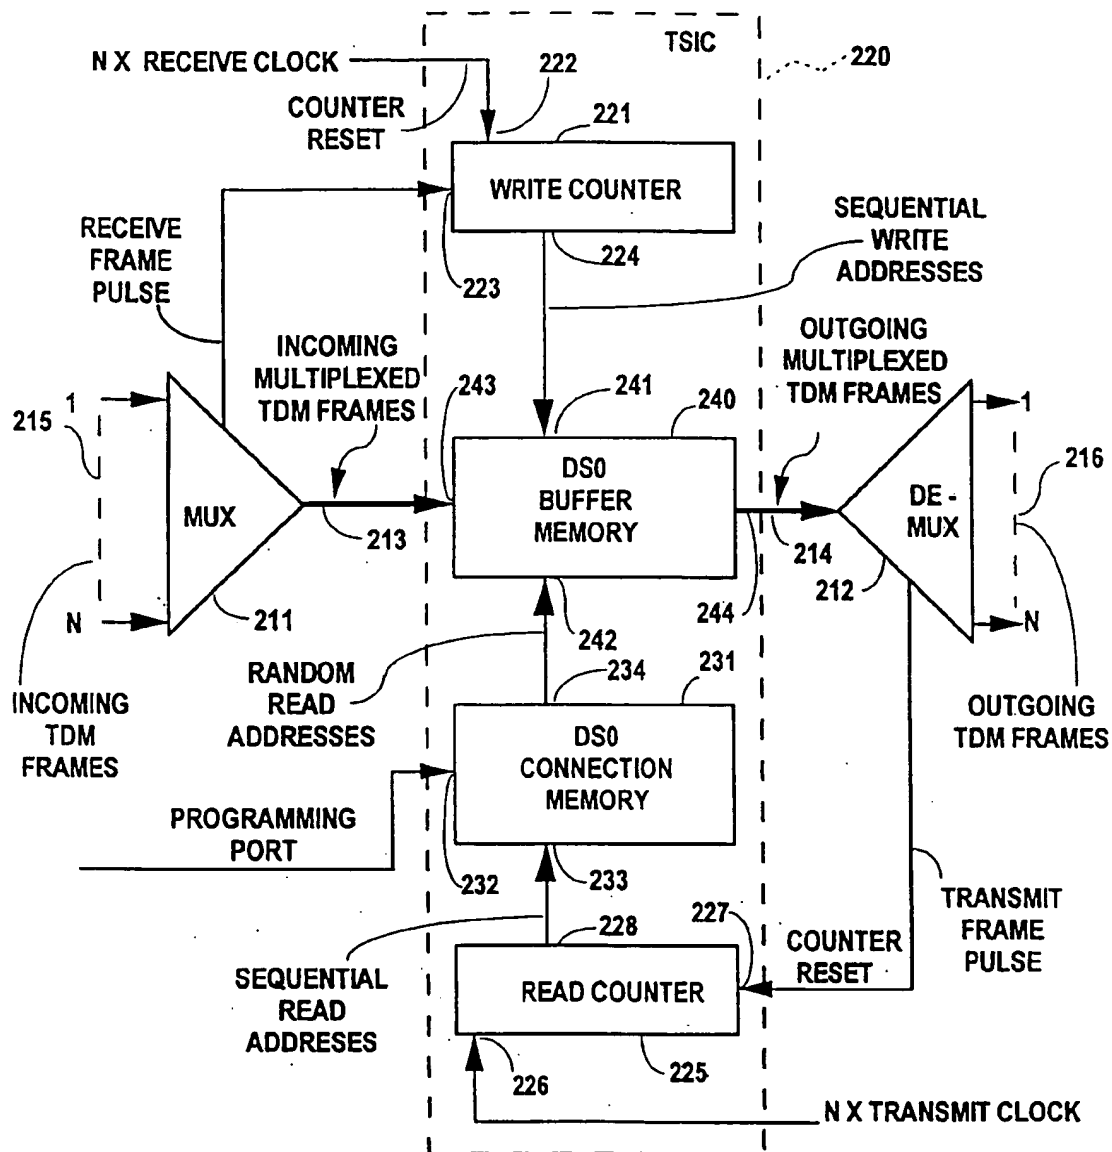 TSIC
220
N X RECEIVE CLOCK
222
COUNTER
RESET
221
WRITE COUNTER
RECEIVE
FRAME
PULSE
223
224
SEQUENTIAL
WRITE
ADDRESSES
INCOMING
MULTIPLEXED
TDM FRAMES
OUTGOING
MULTIPLEXED
TDM FRAMES
243
241
240
215
1
1
216
MUX
DS0
BUFFER
MEMORY
DE -
MUX
213
214
212
244
N
211
242
N
INCOMING
TDM
FRAMES
RANDOM
READ
ADDRESSES
234
231
OUTGOING
TDM FRAMES
DS0
CONNECTION
MEMORY
PROGRAMMING
PORT
232
233
227
TRANSMIT
FRAME
PULSE
228
COUNTER
RESET
SEQUENTIAL
READ
ADDRESES
READ COUNTER
226
225
N X TRANSMIT CLOCK